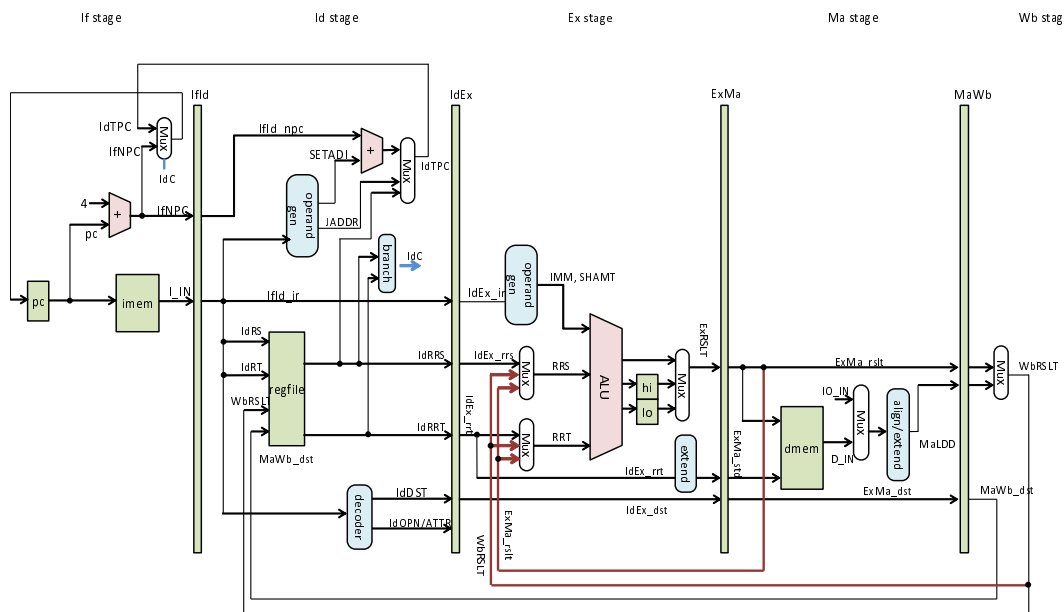 If stage
Id stage
Ex stage
Ma stage
Wb stag
IfId
IdEx
ExMa
MaWb
IdTPC
IfNPC
Mux
IdC
4
+
pc
IfNPC
IfId_npc
SETADI
+
Mux
IdTPC
operand
gen
JADDR
branch
IdC
pc
imem
I_IN
IfId_ir
IdEx_ir
operand
gen
IMM, SHAMT
IdRS
IdRT
WbRSLT
regfile
MaWb_dst
IdRRS
IdRRT
IdEx_rrs
IdEx_rrt
Mux
RRS
Mux
RRT
ALU
hi
lo
Mux
ExRSLT
ExMa_rslt
extend
IdEx_rrt
ExMa_std
IdEx_dst
decoder
IdDST
IdOPN/ATTR
WbRSLT
ExMa_rslt
dmem
IO_IN
D_IN
Mux
align/extend
MaLDD
ExMa_dst
Mux
WbRSLT
MaWb_dst